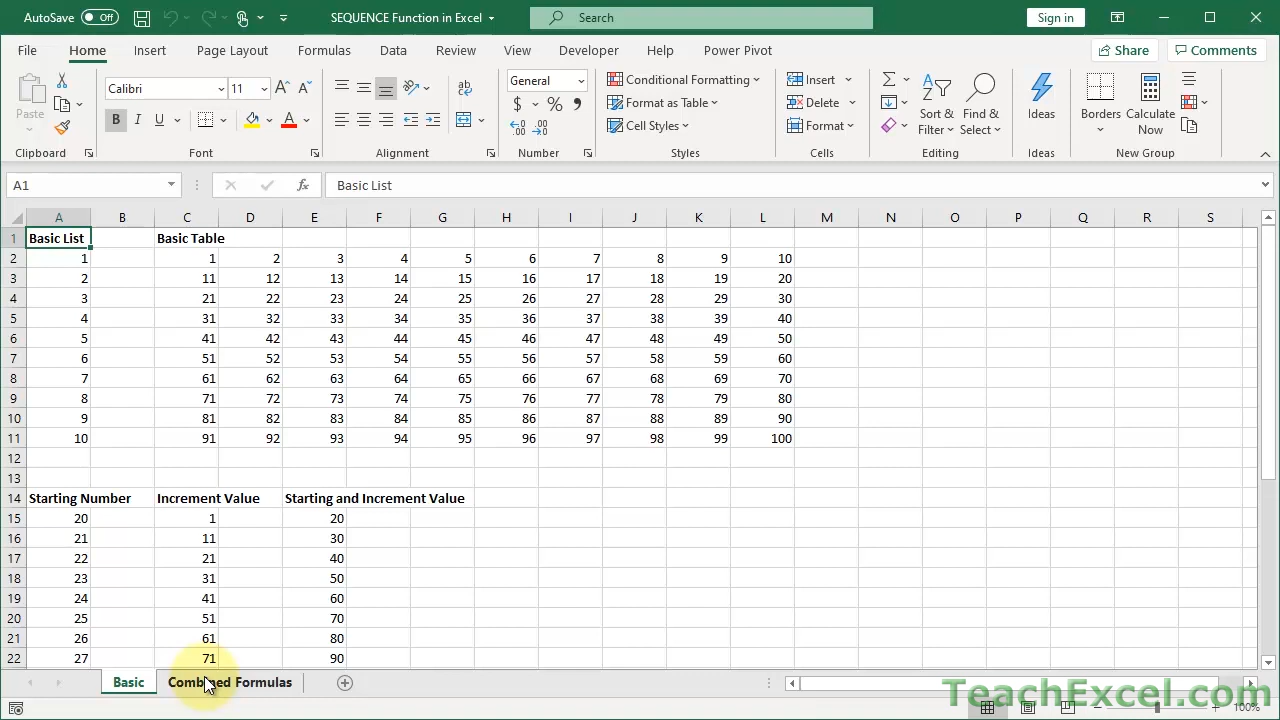 AutoSave Off SEQUENCE Function in Excel Search Sign in
File Home Insert Page Layout Formulas Data Review View Developer Help Power Pivot Share Comments
Paste
Clipboard
Calibri 11
B I U
Font
Alignment
General
$ % ,
Number
Conditional Formatting
Format as Table
Cell Styles
Styles
Insert
Delete
Format
Cells
Sort & Filter
Find & Select
Editing
Ideas
Ideas
Borders
Calculate Now
New Group
A1 fx Basic List
A B C D E F G H I J K L M N O P Q R S
1 Basic List Basic Table
2 1 1 2 3 4 5 6 7 8 9 10
3 2 11 12 13 14 15 16 17 18 19 20
4 3 21 22 23 24 25 26 27 28 29 30
5 4 31 32 33 34 35 36 37 38 39 40
6 5 41 42 43 44 45 46 47 48 49 50
7 6 51 52 53 54 55 56 57 58 59 60
8 7 61 62 63 64 65 66 67 68 69 70
9 8 71 72 73 74 75 76 77 78 79 80
10 9 81 82 83 84 85 86 87 88 89 90
11 10 91 92 93 94 95 96 97 98 99 100
12
13
14 Starting Number Increment Value Starting and Increment Value
15 20 1 20
16 21 11 30
17 22 21 40
18 23 31 50
19 24 41 60
20 25 51 70
21 26 61 80
22 27 71 90
Basic Combined Formulas
TeachExcel.com
100%